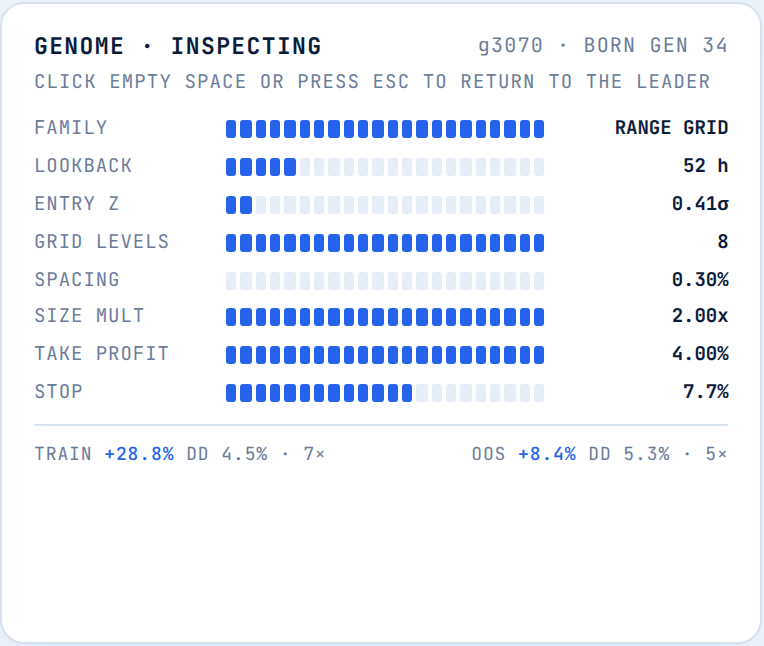 GENOME · INSPECTING g3070 · BORN GEN 34
CLICK EMPTY SPACE OR PRESS ESC TO RETURN TO THE LEADER
FAMILY RANGE GRID
LOOKBACK 52 h
ENTRY Z 0.41σ
GRID LEVELS 8
SPACING 0.30%
SIZE MULT 2.00x
TAKE PROFIT 4.00%
STOP 7.7%
TRAIN +28.8% DD 4.5% · 7× OOS +8.4% DD 5.3% · 5×